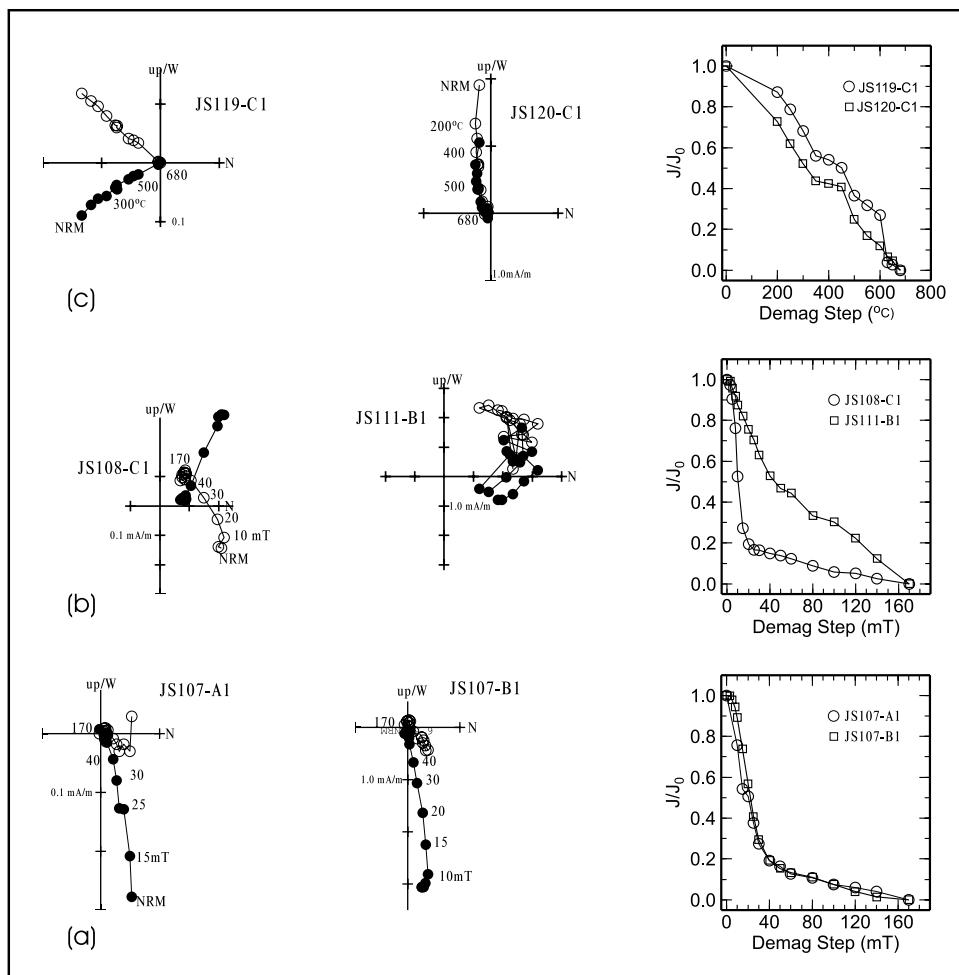 up/W
JS119-C1
N
680
500
300°C
NRM
0.1
(c)
up/W
NRM
JS120-C1
200°C
400
500
N
680
1.0mA/m
J/J0
1.0
0.8
0.6
0.4
0.2
0.0
JS119-C1
JS120-C1
0 200 400 600 800
Demag Step (°C)
up/W
JS108-C1
170
40
30
N
20
0.1 mA/m
10 mT
NRM
(b)
up/W
JS111-B1
N
1.0 mA/m
J/J0
1.0
0.8
0.6
0.4
0.2
0.0
JS108-C1
JS111-B1
0 40 80 120 160
Demag Step (mT)
up/W
JS107-A1
170
N
40
30
0.1 mA/m
25
15mT
NRM
(a)
up/W
JS107-B1
170
N
NRM
40
1.0 mA/m
30
20
15
10mT
J/J0
1.0
0.8
0.6
0.4
0.2
0.0
JS107-A1
JS107-B1
0 40 80 120 160
Demag Step (mT)